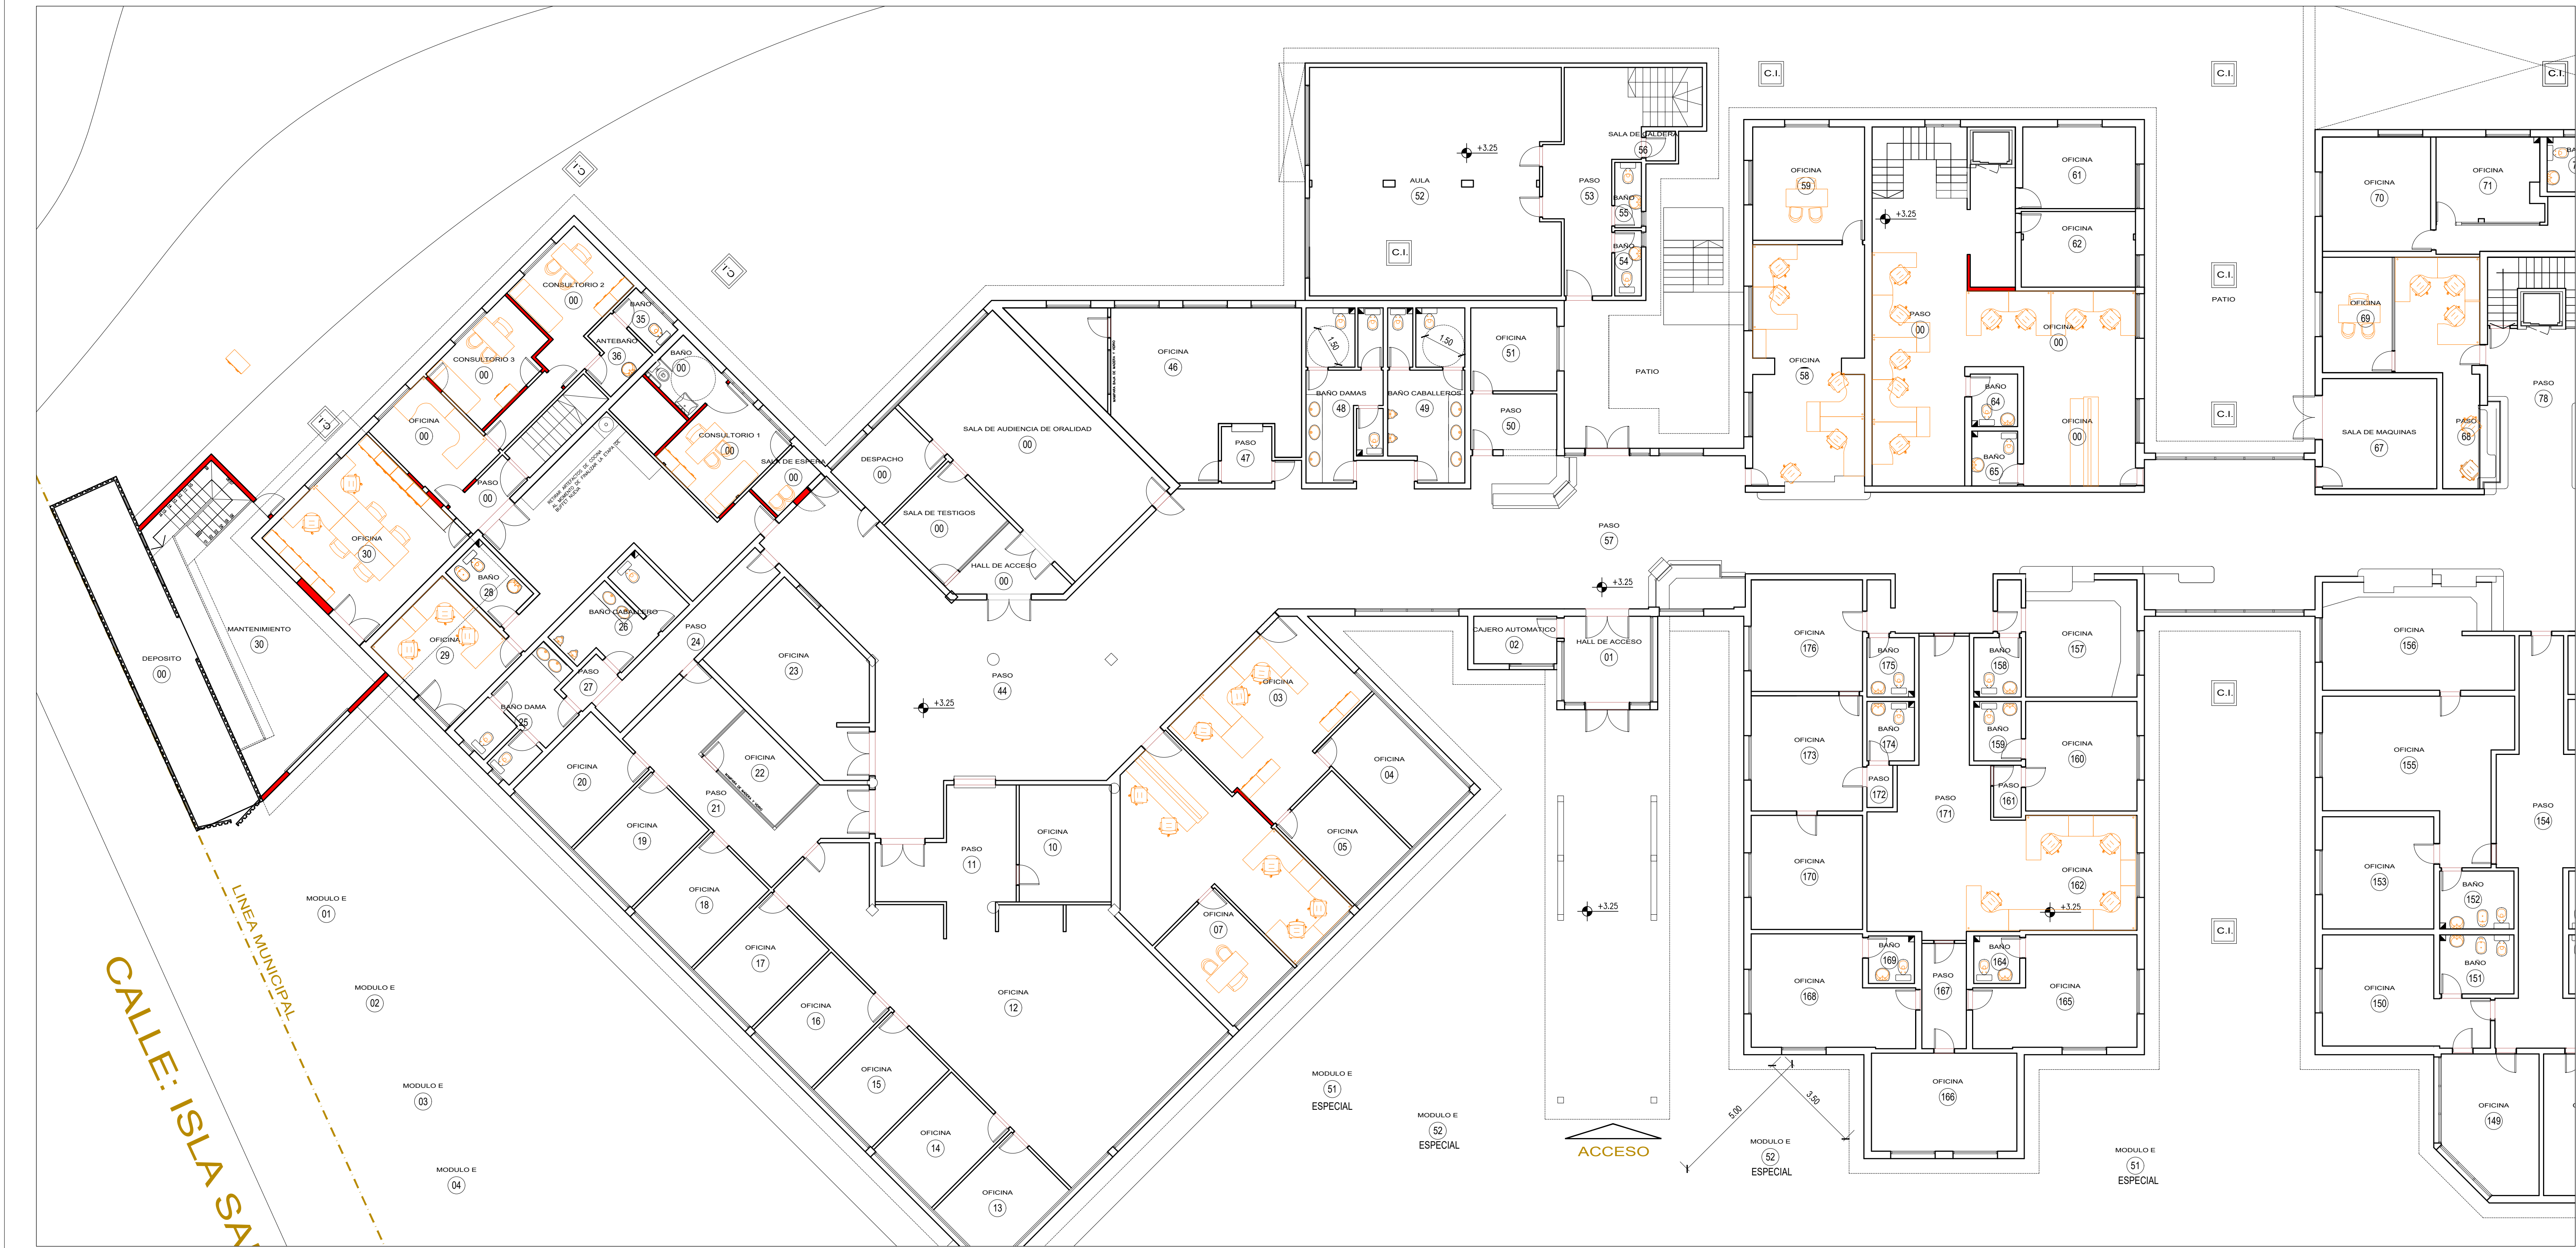 C.I.
C.I.
C.I.
C.I.
C.I.
C.I.
C.I.
C.I.
C.I.
C.I.
C.I.
CONSULTORIO 2
00
BAÑO
35
ANTEBAÑO
36
CONSULTORIO 3
00
BAÑO
00
OFICINA
00
CONSULTORIO 1
00
SALA DE ESPERA
00
RETIRAR ARTEFACTOS DE COCINA
AL MOMENTO DE FINALIZAR LA ETAPA DE
BUFFET NUEVA
PASO
00
OFICINA
30
BAÑO
28
OFICINA
29
MANTENIMIENTO
30
DEPOSITO
00
BAÑO CABALLERO
26
PASO
24
PASO
27
BAÑO DAMA
25
DESPACHO
00
SALA DE AUDIENCIA DE ORALIDAD
00
SALA DE TESTIGOS
00
HALL DE ACCESO
00
OFICINA
46
PASO
47
BAÑO DAMAS
48
1.50
BAÑO CABALLEROS
49
1.50
OFICINA
51
PASO
50
AULA
52
+3.25
PASO
53
SALA DE CALDERA
56
BAÑO
55
BAÑO
54
PATIO
PASO
57
+3.25
OFICINA
59
OFICINA
58
+3.25
PASO
00
OFICINA
61
OFICINA
62
OFICINA
00
BAÑO
64
BAÑO
65
OFICINA
00
PATIO
OFICINA
70
OFICINA
71
OFICINA
69
SALA DE MAQUINAS
67
PASO
68
PASO
78
OFICINA
23
PASO
44
+3.25
OFICINA
22
PASO
21
OFICINA
20
OFICINA
19
OFICINA
18
OFICINA
17
OFICINA
16
OFICINA
15
OFICINA
14
OFICINA
13
OFICINA
12
PASO
11
OFICINA
10
OFICINA
03
OFICINA
04
OFICINA
05
OFICINA
07
CAJERO AUTOMATICO
02
HALL DE ACCESO
01
+3.25
ACCESO
OFICINA
176
BAÑO
175
BAÑO
158
OFICINA
157
OFICINA
173
BAÑO
174
BAÑO
159
OFICINA
160
PASO
172
PASO
171
PASO
161
OFICINA
170
OFICINA
162
+3.25
BAÑO
169
BAÑO
164
PASO
167
OFICINA
168
OFICINA
165
OFICINA
166
5.00
3.50
OFICINA
156
OFICINA
155
PASO
154
OFICINA
153
BAÑO
152
BAÑO
151
OFICINA
150
OFICINA
149
MODULO E
01
MODULO E
02
MODULO E
03
MODULO E
04
MODULO E
51
ESPECIAL
MODULO E
52
ESPECIAL
MODULO E
52
ESPECIAL
MODULO E
51
ESPECIAL
LINEA MUNICIPAL
CALLE: ISLA